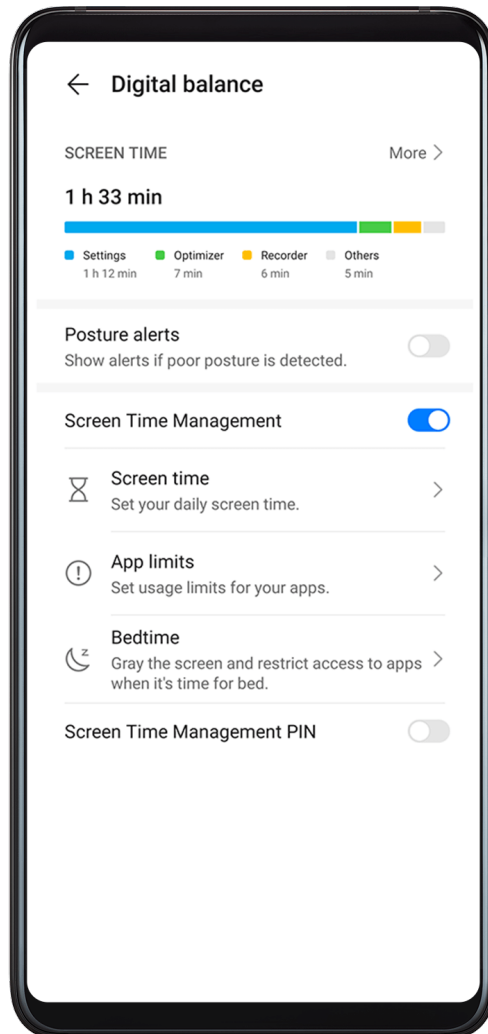 Digital balance
SCREEN TIME
More
1 h 33 min
Settings
Optimizer
Recorder
Others
1 h 12 min
7 min
6 min
5 min
Posture alerts
Show alerts if poor posture is detected.
Screen Time Management
Screen time
Set your daily screen time.
App limits
Set usage limits for your apps.
Bedtime
Gray the screen and restrict access to apps
when it's time for bed.
Screen Time Management PIN